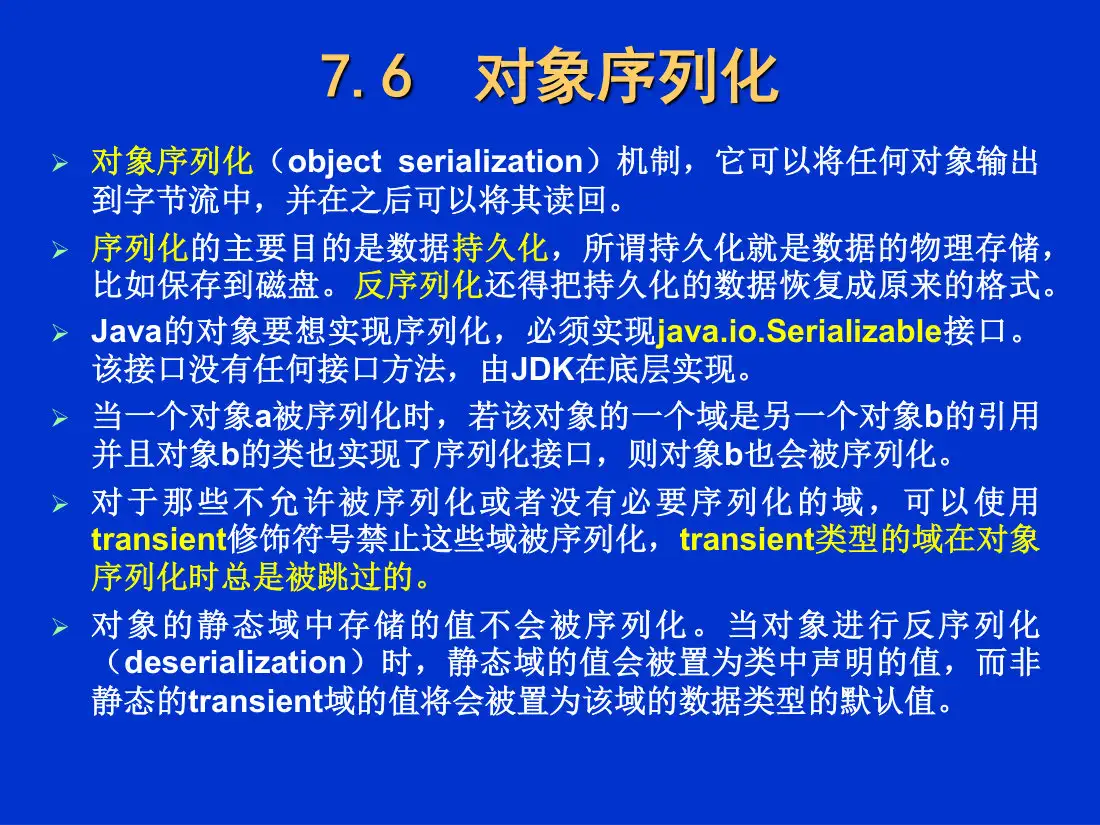 7.6 对象序列化
对象序列化（object serialization）机制，它可以将任何对象输出
到字节流中，并在之后可以将其读回。
序列化的主要目的是数据持久化，所谓持久化就是数据的物理存储，
比如保存到磁盘。反序列化还得把持久化的数据恢复成原来的格式。
Java的对象要想实现序列化，必须实现java.io.Serializable接口。
该接口没有任何接口方法，由JDK在底层实现。
当一个对象a被序列化时，若该对象的一个域是另一个对象b的引用
并且对象b的类也实现了序列化接口，则对象b也会被序列化。
对于那些不允许被序列化或者没有必要序列化的域，可以使用
transient修饰符号禁止这些域被序列化，transient类型的域在对象
序列化时总是被跳过的。
对象的静态域中存储的值不会被序列化。当对象进行反序列化
（deserialization）时，静态域的值会被置为类中声明的值，而非
静态的transient域的值将会被置为该域的数据类型的默认值。